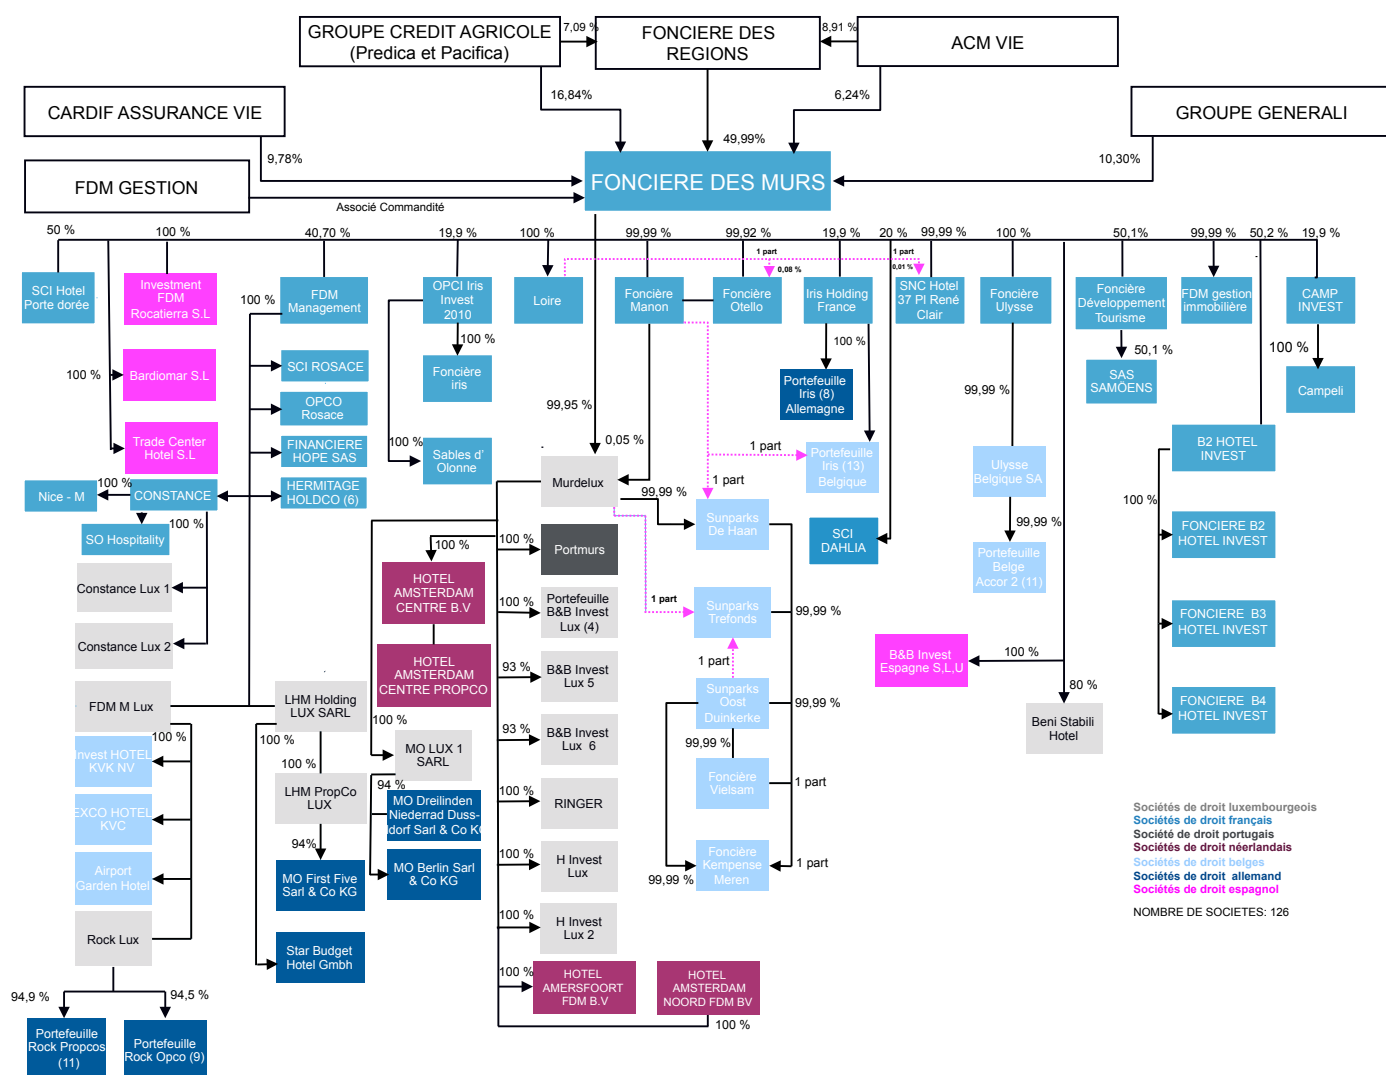 GROUPE CREDIT AGRICOLE
(Predica et Pacifica)
7,09 %
FONCIERE DES
REGIONS
8,91 %
ACM VIE
CARDIF ASSURANCE VIE
16,84%
49,99%
6,24%
GROUPE GENERALI
9,78%
10,30%
FONCIERE DES MURS
FDM GESTION
Associé Commandité
50 %
100 %
40,70 %
19,9 %
100 %
99,99 %
99,92 %
19,9 %
20 %
99,99 %
100 %
50,1%
99,99 %
50,2 %
19,9 %
1 part
1 part
0,08 %
0,01 %
SCI Hotel
Porte dorée
Investment
FDM
Rocatierra S.L
100 %
FDM
Management
OPCI Iris
Invest
2010
Loire
Foncière
Manon
Foncière
Otello
Iris Holding
France
SNC Hotel
37 Pl René
Clair
Foncière
Ulysse
Foncière
Développement
Tourisme
FDM gestion
immobilière
CAMP
INVEST
100 %
Bardiomar S.L
SCI ROSACE
100 %
Foncière
iris
100 %
Portefeuille
Iris (8)
Allemagne
50,1 %
SAS
SAMÖENS
100 %
Campeli
99,99 %
OPCO
Rosace
99,95 %
Trade Center
Hotel S.L
FINANCIERE
HOPE SAS
100 %
Sables d'
Olonne
0,05 %
1 part
Portefeuille
Iris (13)
Belgique
B2 HOTEL
INVEST
Nice - M
100 %
CONSTANCE
HERMITAGE
HOLDCO (6)
Murdelux
99,99 %
1 part
Ulysse
Belgique SA
100 %
SO Hospitality
100 %
100 %
100 %
Portmurs
Sunparks
De Haan
SCI
DAHLIA
99,99 %
Portefeuille
Belge
Accor 2 (11)
FONCIERE B2
HOTEL INVEST
Constance Lux 1
HOTEL
AMSTERDAM
CENTRE B.V
100 %
Portefeuille
B&B Invest
Lux (4)
1 part
Sunparks
Trefonds
99,99 %
FONCIERE B3
HOTEL INVEST
Constance Lux 2
HOTEL
AMSTERDAM
CENTRE PROPCO
93 %
B&B Invest
Lux 5
1 part
B&B Invest
Espagne S,L,U
100 %
FDM M Lux
LHM Holding
LUX SARL
Sunparks
Oost
Duinkerke
99,99 %
80 %
Beni Stabili
Hotel
FONCIERE B4
HOTEL INVEST
100 %
100 %
100 %
100 %
MO LUX 1
SARL
93 %
B&B Invest
Lux 6
99,99 %
Invest HOTEL
KVK NV
LHM PropCo
LUX
94 %
MO Dreilinden
Niederrad Duss-
ldorf Sarl & Co KG
100 %
RINGER
Foncière
Vielsam
1 part
EXCO HOTEL
KVC
94%
MO First Five
Sarl & Co KG
MO Berlin Sarl
& Co KG
100 %
H Invest
Lux
99,99 %
Foncière
Kempense
Meren
1 part
Airport
Garden Hotel
Rock Lux
Star Budget
Hotel Gmbh
100 %
H Invest
Lux 2
100 %
HOTEL
AMERSFOORT
FDM B.V
HOTEL
AMSTERDAM
NOORD FDM BV
100 %
94,9 %
94,5 %
Portefeuille
Rock Propcos
(11)
Portefeuille
Rock Opco (9)
Sociétés de droit luxembourgeois
Sociétés de droit français
Société de droit portugais
Sociétés de droit néerlandais
Sociétés de droit belges
Sociétés de droit allemand
Sociétés de droit espagnol
NOMBRE DE SOCIETES: 126